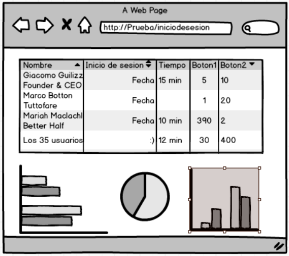 A Web Page
http://Prueba/iniciodesesion
Nombre Inicio de sesion Tiempo Boton1 Boton2
Giacomo Guilizz
Founder & CEO Fecha 15 min 5 10
Marco Botton
Tuttofare Fecha 1 20
Mariah Maclachl
Better Half Fecha 10 min 390 2
Los 35 usuarios :) 12 min 30 400